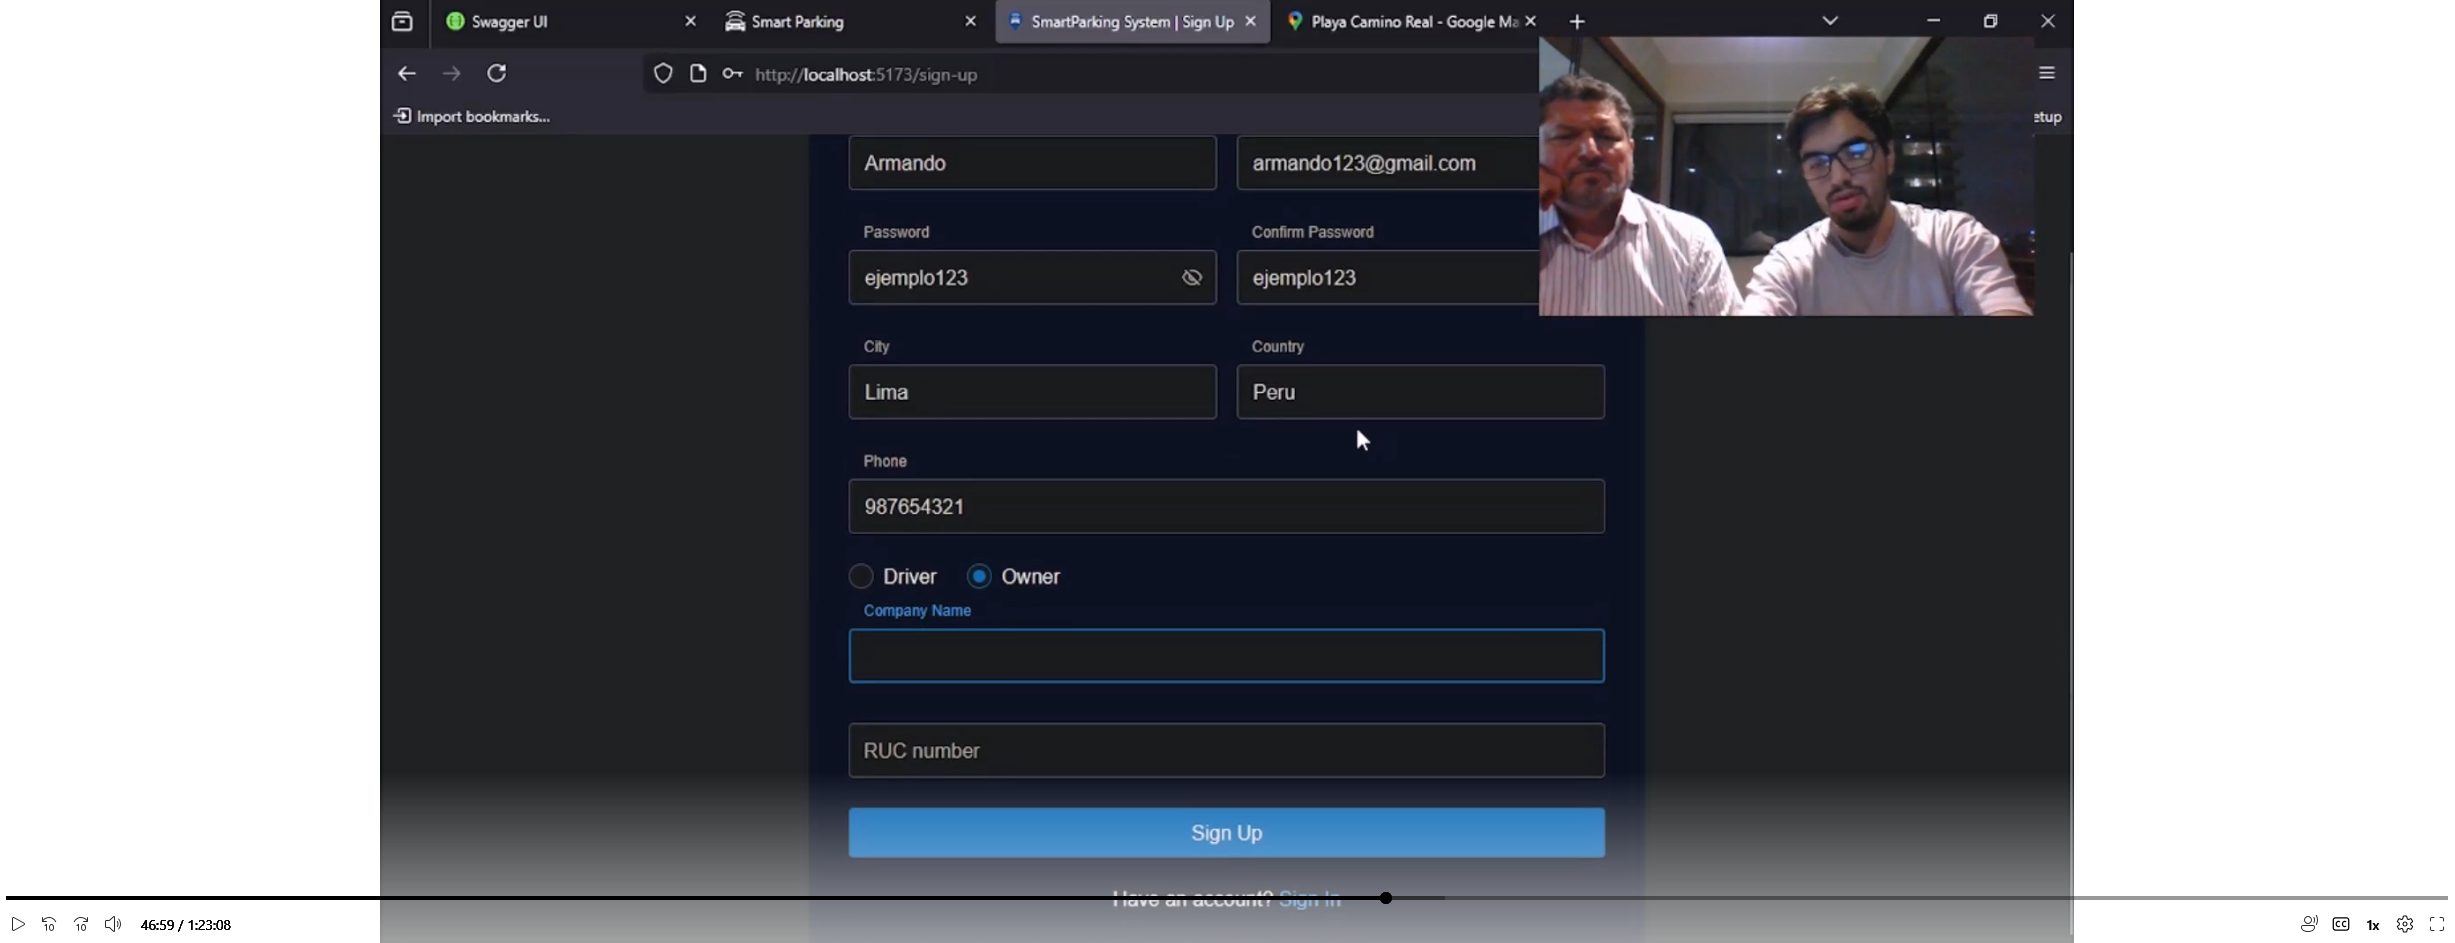 Swagger UI
Smart Parking
SmartParking System | Sign Up
Playa Camino Real - Google Ma
http://localhost:5173/sign-up
Import bookmarks...
etup
Armando
armando123@gmail.com
Password
Confirm Password
ejemplo123
ejemplo123
City
Country
Lima
Peru
Phone
987654321
Driver
Owner
Company Name
RUC number
Sign Up
Have an account? Sign In
10
10
46:59 / 1:23:08
CC
1x